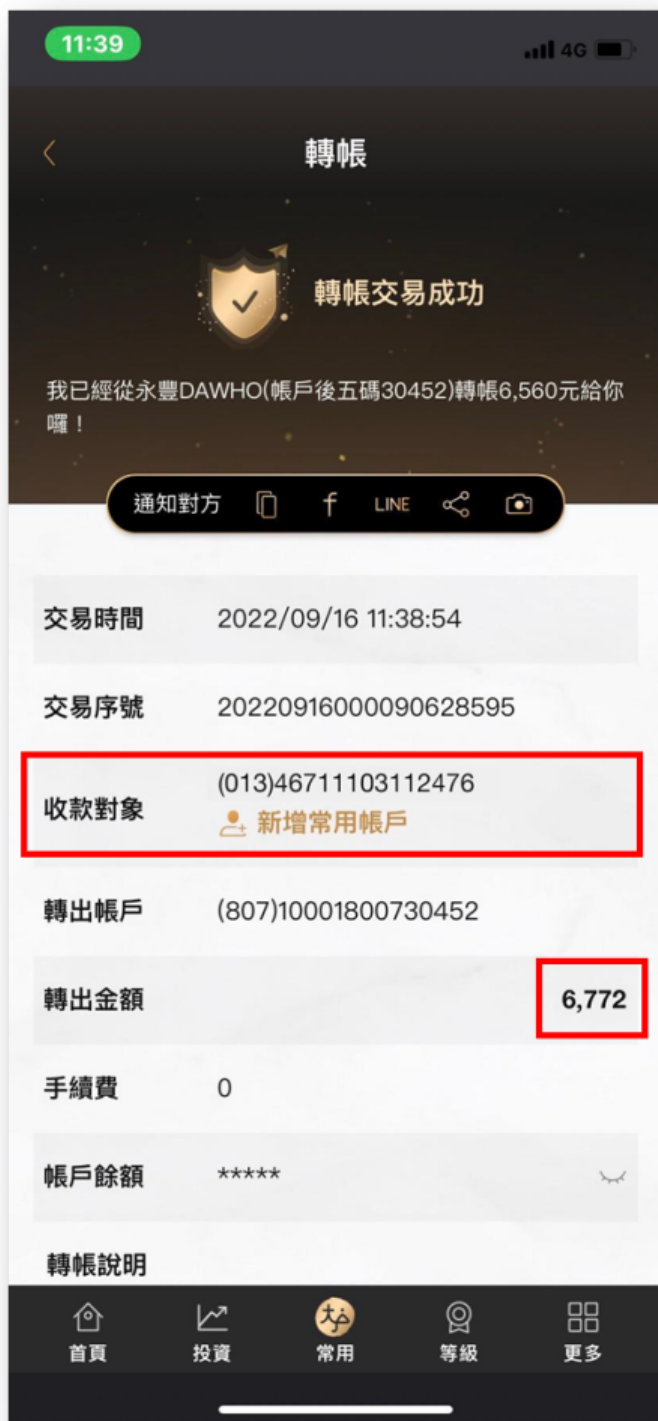 11:39
4G
轉帳
轉帳交易成功
我已經從永豐DAWHO(帳戶後五碼30452)轉帳6,560元給你
囉！
通知對方 f LINE
交易時間 2022/09/16 11:38:54
交易序號 20220916000090628595
收款對象 (013)46711103112476
新增常用帳戶
轉出帳戶 (807)10001800730452
轉出金額 6,772
手續費 0
帳戶餘額 *****
轉帳說明
大戶
首頁 投資 常用 等級 更多